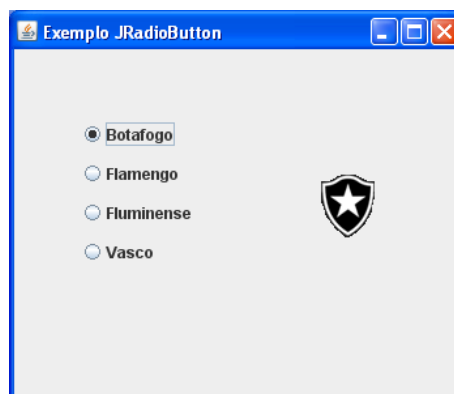 Exemplo JRadioButton
Botafogo
Flamengo
Fluminense
Vasco